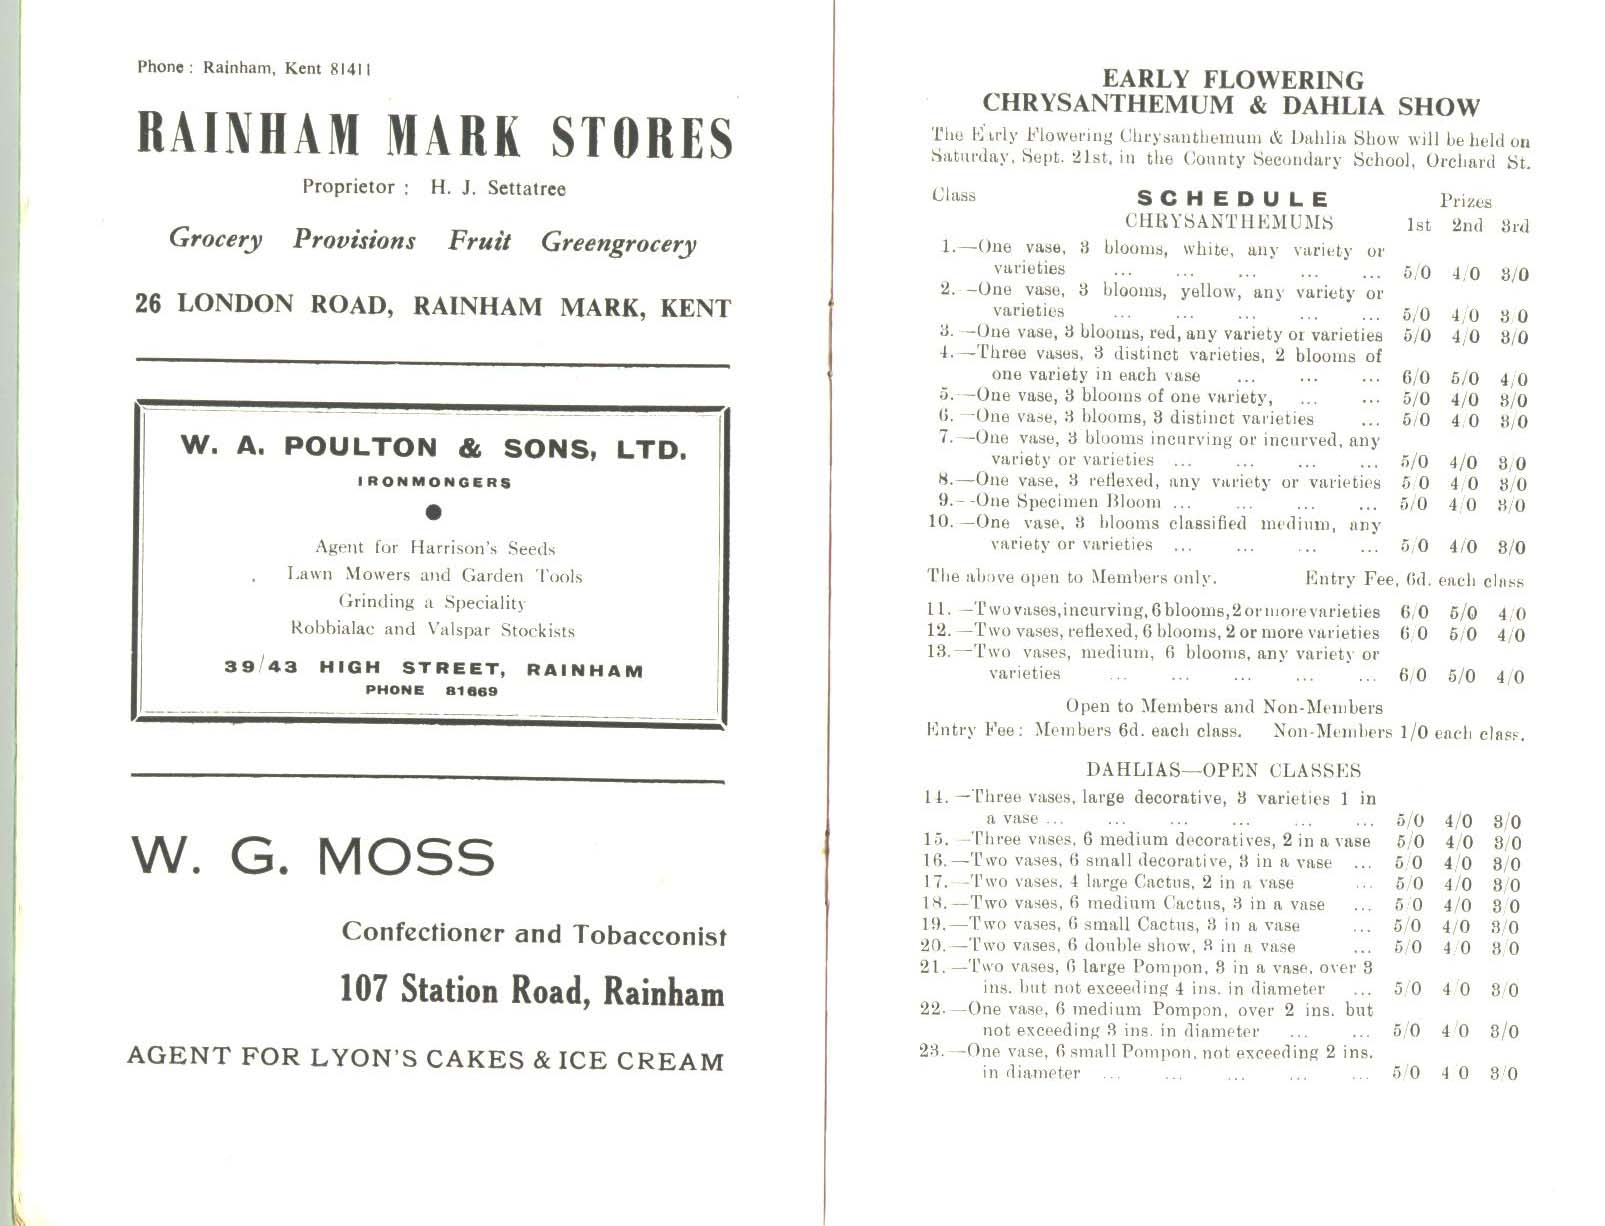 Phone : Rainham, Kent 81411
RAINHAM MARK STORES
Proprietor : H. J. Settatree
Grocery Provisions Fruit Greengrocery
26 LONDON ROAD, RAINHAM MARK, KENT
W. A. POULTON & SONS, LTD.
IRONMONGERS
Agent for Harrison's Seeds
Lawn Mowers and Garden Tools
Grinding a Speciality
Robbialac and Valspar Stockists
39/43 HIGH STREET, RAINHAM
PHONE 81669
W. G. MOSS
Confectioner and Tobacconist
107 Station Road, Rainham
AGENT FOR LYON'S CAKES & ICE CREAM
EARLY FLOWERING
CHRYSANTHEMUM & DAHLIA SHOW
The Early Flowering Chrysanthemum & Dahlia Show will be held on
Saturday, Sept. 21st, in the County Secondary School, Orchard St.
Class SCHEDULE Prizes
CHRYSANTHEMUMS 1st 2nd 3rd
1.—One vase, 3 blooms, white, any variety or
varieties ... ... ... ... ... 5/0 4/0 3/0
2.—One vase, 3 blooms, yellow, any variety or
varieties ... ... ... ... ... 5/0 4/0 3/0
3.—One vase, 3 blooms, red, any variety or varieties 5/0 4/0 3/0
4.—Three vases, 3 distinct varieties, 2 blooms of
one variety in each vase ... ... ... 6/0 5/0 4/0
5.—One vase, 3 blooms of one variety, ... ... 5/0 4/0 3/0
6.—One vase, 3 blooms, 3 distinct varieties ... 5/0 4/0 3/0
7.—One vase, 3 blooms incurving or incurved, any
variety or varieties ... ... ... ... 5/0 4/0 3/0
8.—One vase, 3 reflexed, any variety or varieties 5/0 4/0 3/0
9.—One Specimen Bloom ... ... ... ... 5/0 4/0 3/0
10.—One vase, 3 blooms classified medium, any
variety or varieties ... ... ... ... 5/0 4/0 3/0
The above open to Members only. Entry Fee, 6d. each class
11.—Two vases, incurving, 6 blooms, 2 or more varieties 6/0 5/0 4/0
12.—Two vases, reflexed, 6 blooms, 2 or more varieties 6/0 5/0 4/0
13.—Two vases, medium, 6 blooms, any variety or
varieties ... ... ... ... ... 6/0 5/0 4/0
Open to Members and Non-Members
Entry Fee : Members 6d. each class. Non-Members 1/0 each class.
DAHLIAS—OPEN CLASSES
14.—Three vases, large decorative, 3 varieties 1 in
a vase ... ... ... ... ... ... 5/0 4/0 3/0
15.—Three vases, 6 medium decoratives, 2 in a vase 5/0 4/0 3/0
16.—Two vases, 6 small decorative, 3 in a vase ... 5/0 4/0 3/0
17.—Two vases, 4 large Cactus, 2 in a vase ... 5/0 4/0 3/0
18.—Two vases, 6 medium Cactus, 3 in a vase ... 5/0 4/0 3/0
19.—Two vases, 6 small Cactus, 3 in a vase ... 5/0 4/0 3/0
20.—Two vases, 6 double show, 3 in a vase ... 5/0 4/0 3/0
21.—Two vases, 6 large Pompon, 3 in a vase, over 3
ins. but not exceeding 4 ins. in diameter ... 5/0 4/0 3/0
22.—One vase, 6 medium Pompon, over 2 ins. but
not exceeding 3 ins. in diameter ... ... 5/0 4/0 3/0
23.—One vase, 6 small Pompon, not exceeding 2 ins.
in diameter ... ... ... ... ... 5/0 4/0 3/0